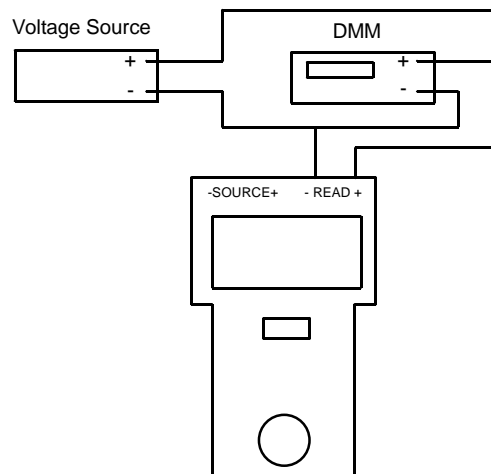 Voltage Source
DMM
+
-
+
-
-SOURCE+
- READ +